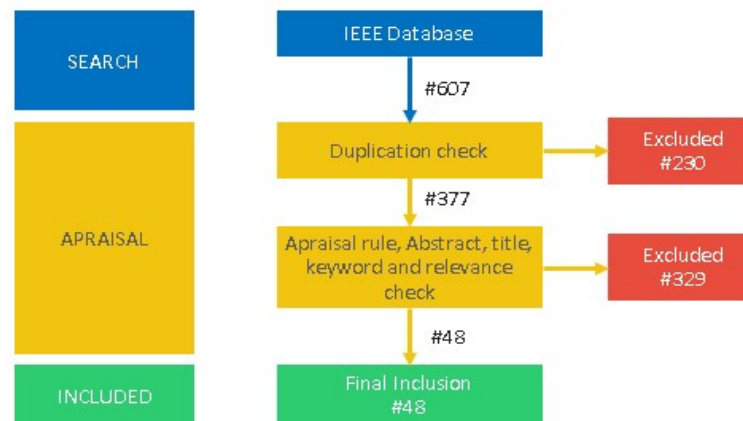 SEARCH
IEEE Database
#607
APRAISAL
Duplication check
Excluded
#230
#377
Apraisal rule, Abstract, title,
keyword and relevance
check
Excluded
#329
#48
INCLUDED
Final Inclusion
#48